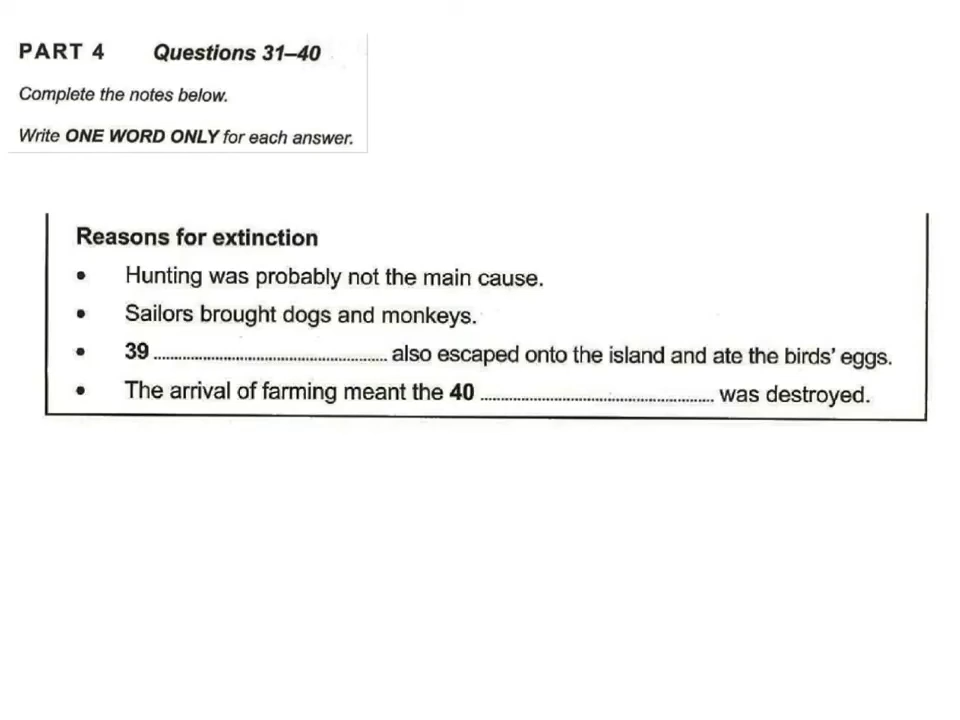 PART 4 Questions 31–40
Complete the notes below.
Write ONE WORD ONLY for each answer.
Reasons for extinction
• Hunting was probably not the main cause.
• Sailors brought dogs and monkeys.
• 39 ................................................ also escaped onto the island and ate the birds' eggs.
• The arrival of farming meant the 40 ................................................ was destroyed.